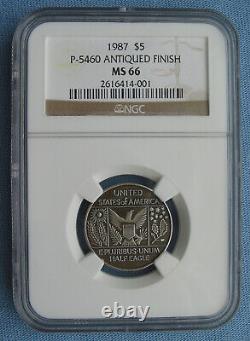 1987 $5
P-5460 ANTIQUED FINISH
MS 66
2616414-001
NGC
UNITED
STATES of AMERICA
E·PLURIBUS·UNUM
HALF EAGLE